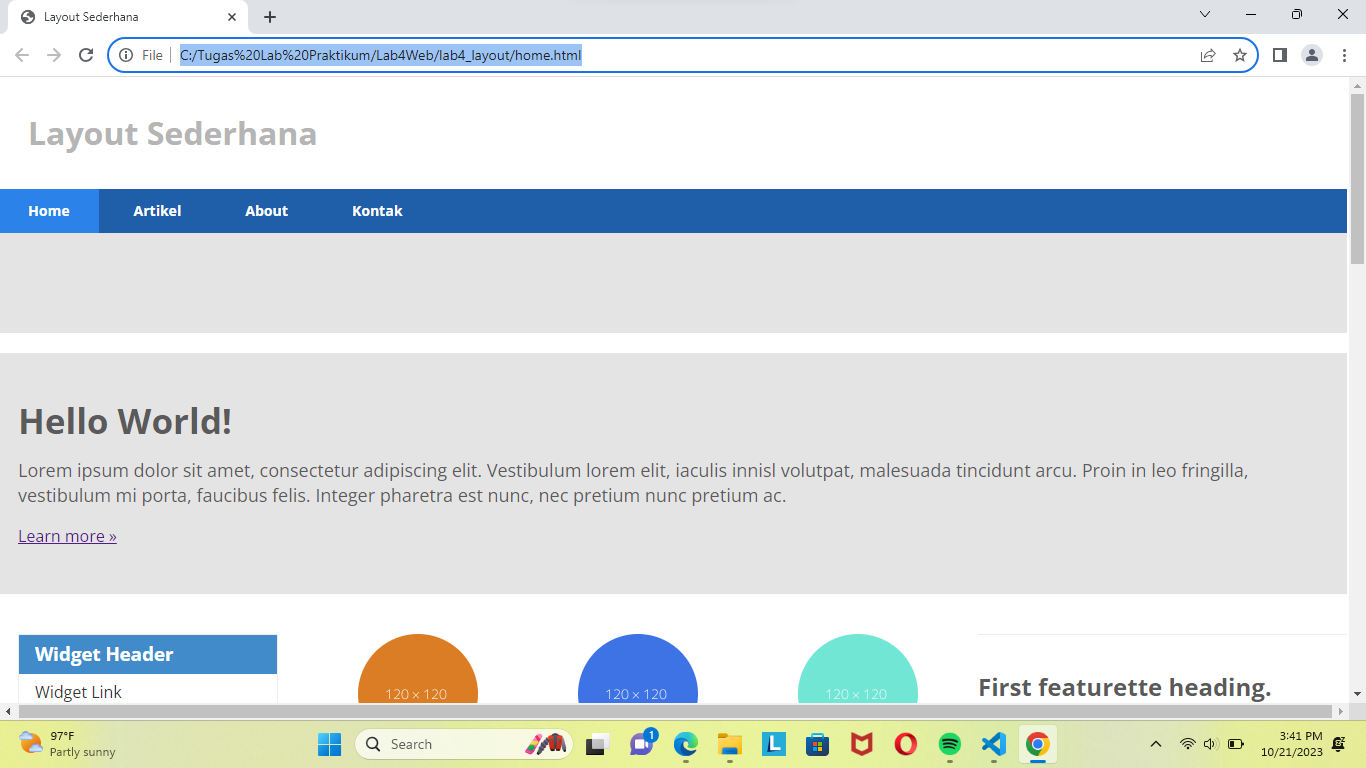 Layout Sederhana
File C:/Tugas%20Lab%20Praktikum/Lab4Web/lab4_layout/home.html
Layout Sederhana
Home Artikel About Kontak
Hello World!
Lorem ipsum dolor sit amet, consectetur adipiscing elit. Vestibulum lorem elit, iaculis innisl volutpat, malesuada tincidunt arcu. Proin in leo fringilla,
vestibulum mi porta, faucibus felis. Integer pharetra est nunc, nec pretium nunc pretium ac.
Learn more »
Widget Header
Widget Link
120 × 120 120 × 120 120 × 120
First featurette heading.
97°F
Partly sunny
Search
1
L
3:41 PM
10/21/2023